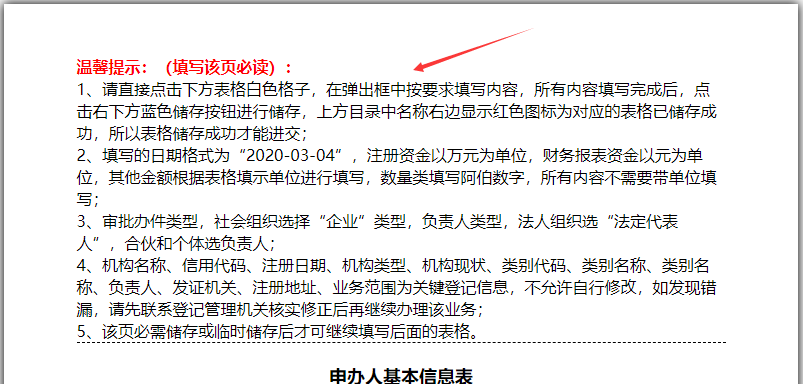 温馨提示：（填写该页必读）：
1、请直接点击下方表格白色格子，在弹出框中按要求填写内容，所有内容填写完成后，点
击右下方蓝色储存按钮进行储存，上方目录中名称右边显示红色图标为对应的表格已储存成
功，所以表格储存成功才能进交；
2、填写的日期格式为“2020-03-04”，注册资金以万元为单位，财务报表资金以元为单
位，其他金额根据表格填示单位进行填写，数量类填写阿伯数字，所有内容不需要带单位填
写；
3、审批办件类型，社会组织选择“企业”类型，负责人类型，法人组织选“法定代表
人”，合伙和个体选负责人；
4、机构名称、信用代码、注册日期、机构类型、机构现状、类别代码、类别名称、类别名
称、负责人、发证机关、注册地址、业务范围为关键登记信息，不允许自行修改，如发现错
漏，请先联系登记管理机关核实修正后再继续办理该业务；
5、该页必需储存或临时储存后才可继续填写后面的表格。
申办人基本信息表